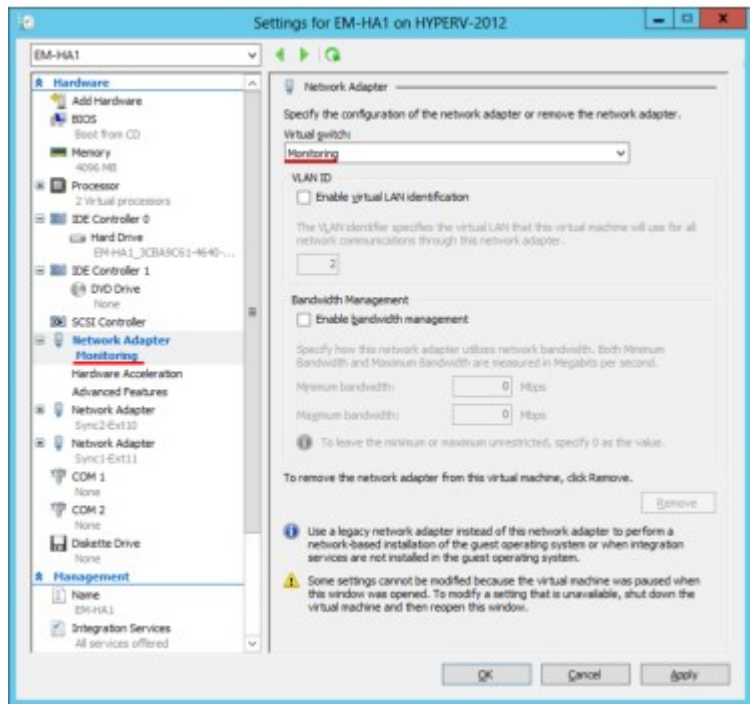 Settings for EM-HA1 on HYPERV-2012
EM-HA1
Hardware
Add Hardware
BIOS
Boot from CD
Memory
4096 MB
Processor
2 Virtual processors
IDE Controller 0
Hard Drive
EM-HA1_3CBA9C61-4640-...
IDE Controller 1
DVD Drive
None
SCSI Controller
Network Adapter
Monitoring
Hardware Acceleration
Advanced Features
Network Adapter
Sync2-Ext10
Network Adapter
Sync1-Ext11
COM 1
None
COM 2
None
Diskette Drive
None
Management
Name
EM-HA1
Integration Services
All services offered
Network Adapter
Specify the configuration of the network adapter or remove the network adapter.
Virtual switch:
Monitoring
VLAN ID
Enable virtual LAN identification
The VLAN identifier specifies the virtual LAN that this virtual machine will use for all
network communications through this network adapter.
2
Bandwidth Management
Enable bandwidth management
Specify how this network adapter utilizes network bandwidth. Both Minimum
Bandwidth and Maximum Bandwidth are measured in Megabits per second.
Minimum bandwidth: 0 Mbps
Maximum bandwidth: 0 Mbps
To leave the minimum or maximum unrestricted, specify 0 as the value.
To remove the network adapter from this virtual machine, click Remove.
Remove
Use a legacy network adapter instead of this network adapter to perform a
network-based installation of the guest operating system or when integration
services are not installed in the guest operating system.
Some settings cannot be modified because the virtual machine was paused when
this window was opened. To modify a setting that is unavailable, shut down the
virtual machine and then reopen this window.
OK Cancel Apply